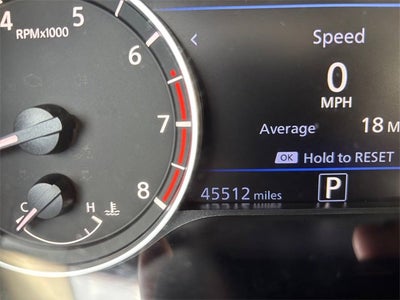 4 5
RPMx1000
6
7
8
C H
< Speed
0
MPH
Average 18 M
OK Hold to RESET
45512 miles P